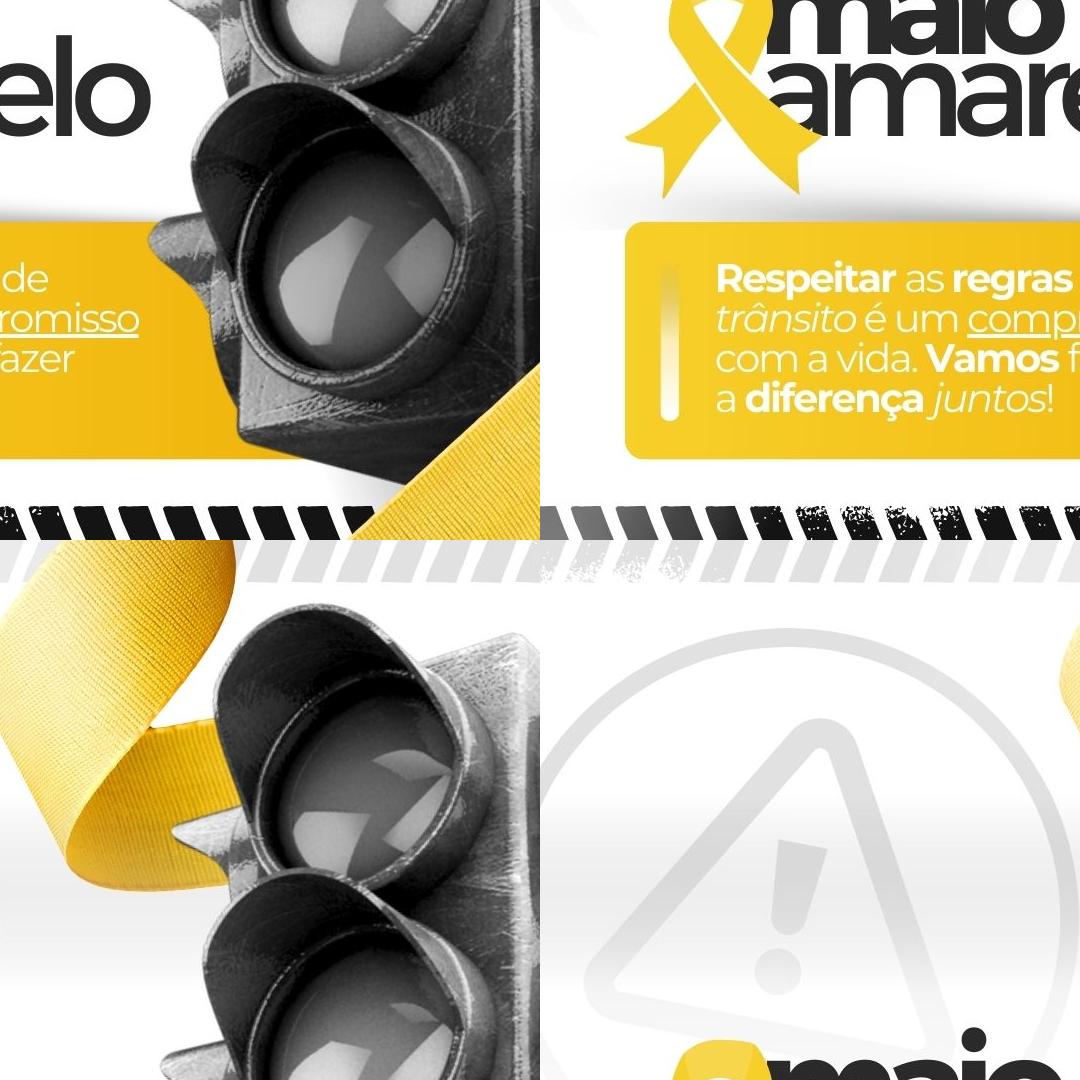 elo
de
romisso
fazer
maio
amare
Respeitar as regras
trânsito é um comp
com a vida. Vamos f
a diferença juntos!
maio